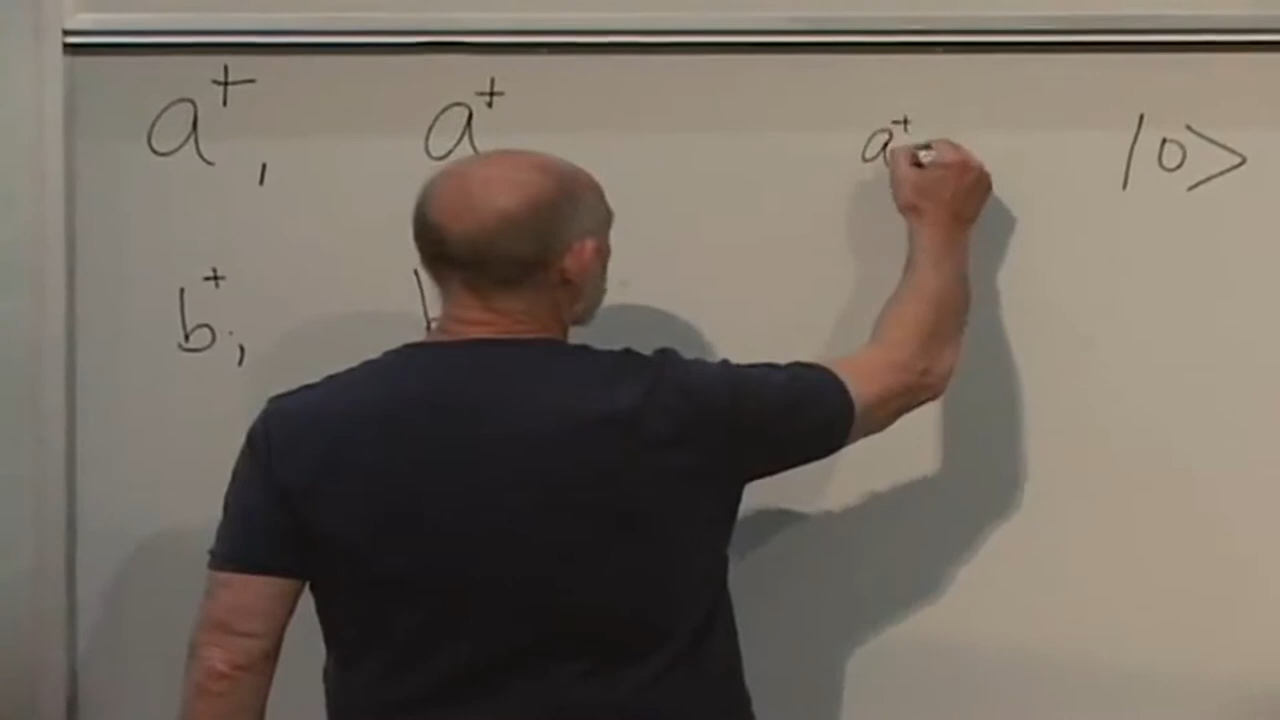 a⁺, a⁺ a⁺ |0>
b⁺;